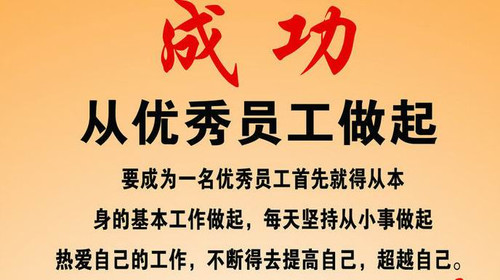 成功
从优秀员工做起
要成为一名优秀员工首先就得从本
身的基本工作做起，每天坚持从小事做起
热爱自己的工作，不断得去提高自己，超越自己。